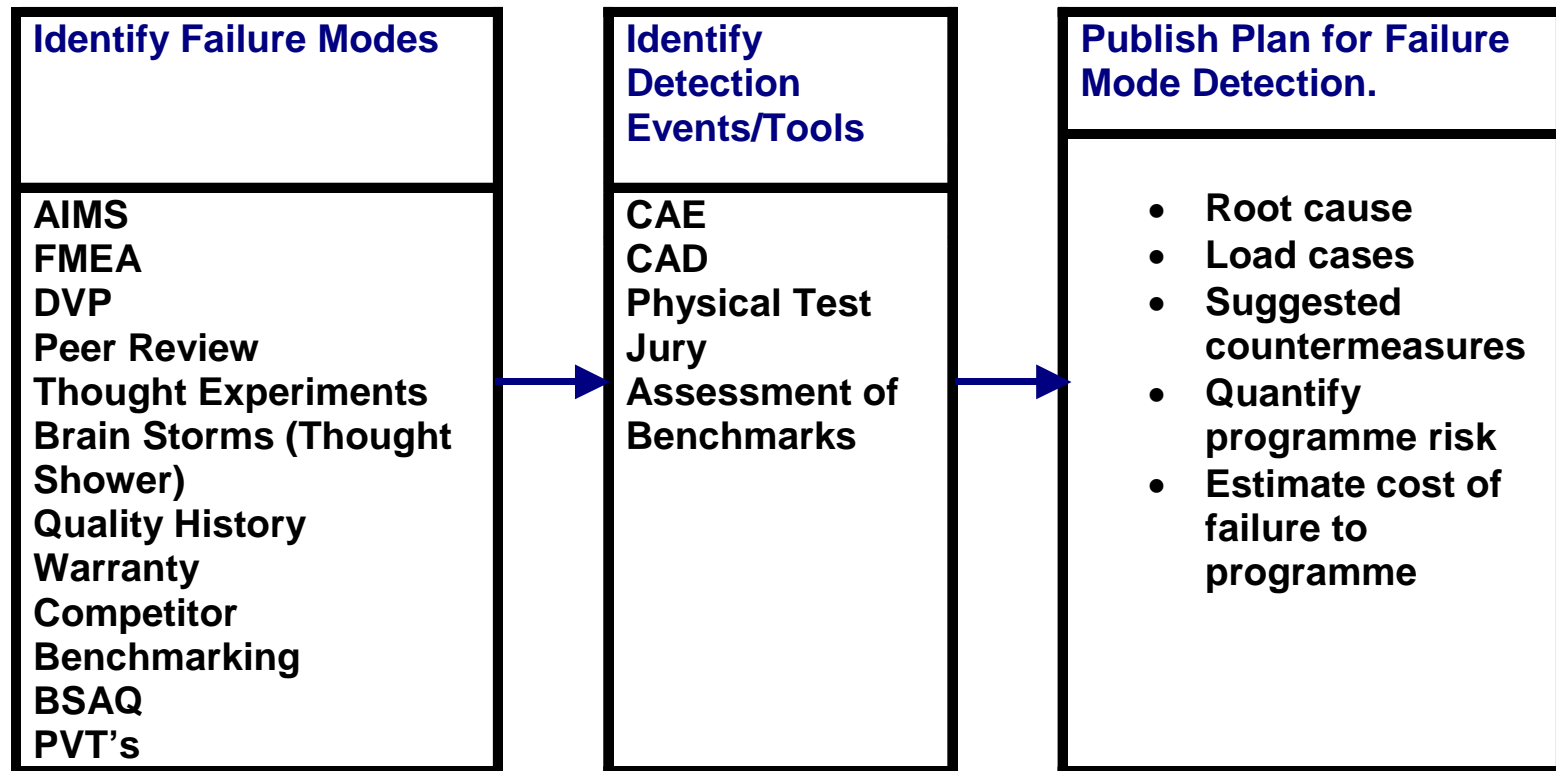 Identify Failure Modes
AIMS
FMEA
DVP
Peer Review
Thought Experiments
Brain Storms (Thought
Shower)
Quality History
Warranty
Competitor
Benchmarking
BSAQ
PVT’s
Identify
Detection
Events/Tools
CAE
CAD
Physical Test
Jury
Assessment of
Benchmarks
Publish Plan for Failure
Mode Detection.
• Root cause
• Load cases
• Suggested
countermeasures
• Quantify
programme risk
• Estimate cost of
failure to
programme